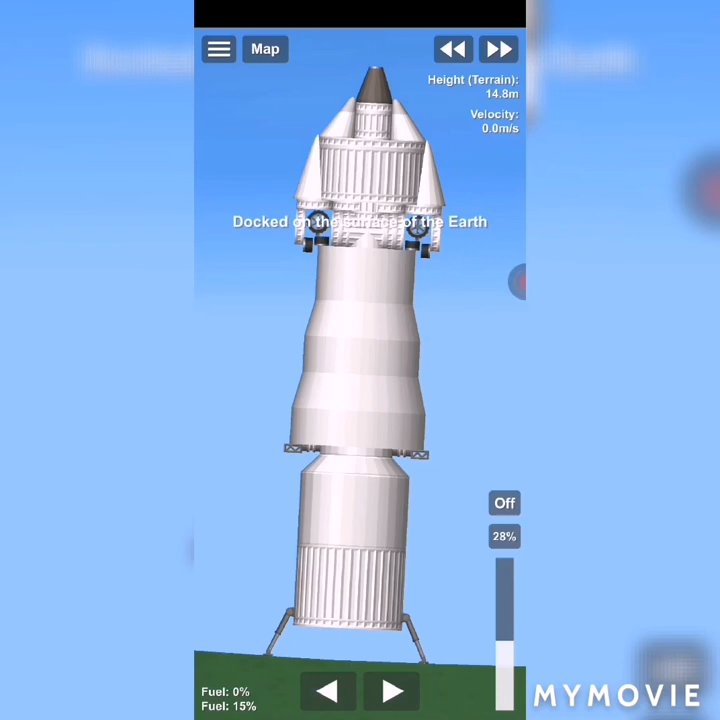 Map
Height (Terrain):
14.8m
Velocity:
0.0m/s
Docked on the surface of the Earth
Off
28%
Fuel: 0%
Fuel: 15%
MYMOVIE